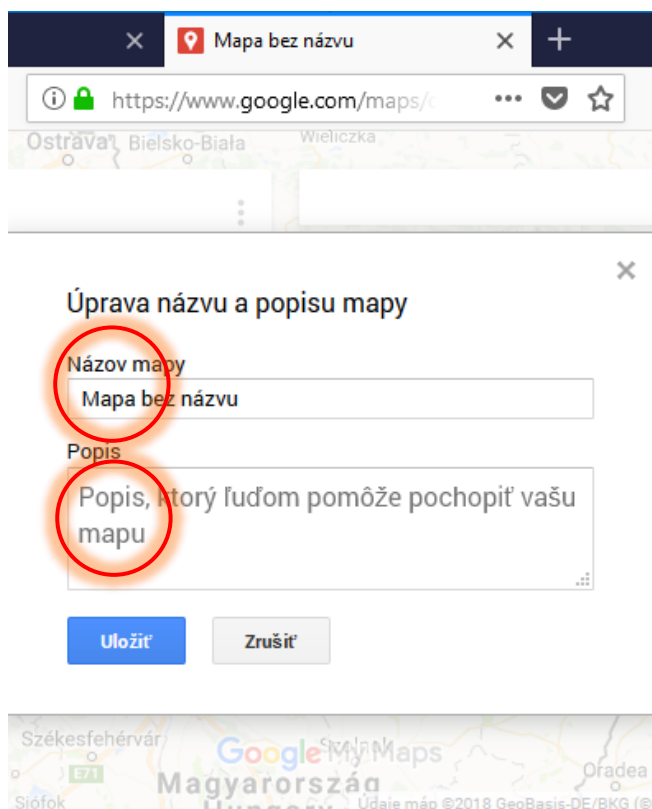 Mapa bez názvu
https://www.google.com/maps/
Ostrava
Bielsko-Biała
Wieliczka
Úprava názvu a popisu mapy
Názov mapy
Mapa bez názvu
Popis
Popis, ktorý ľuďom pomôže pochopiť vašu
mapu
Uložiť
Zrušiť
Székesfehérvár
Szolnok
Google My Maps
E71
Oradea
Magyarország
Siófok
Hungary
Údaje máp ©2018 GeoBasis-DE/BKG (©